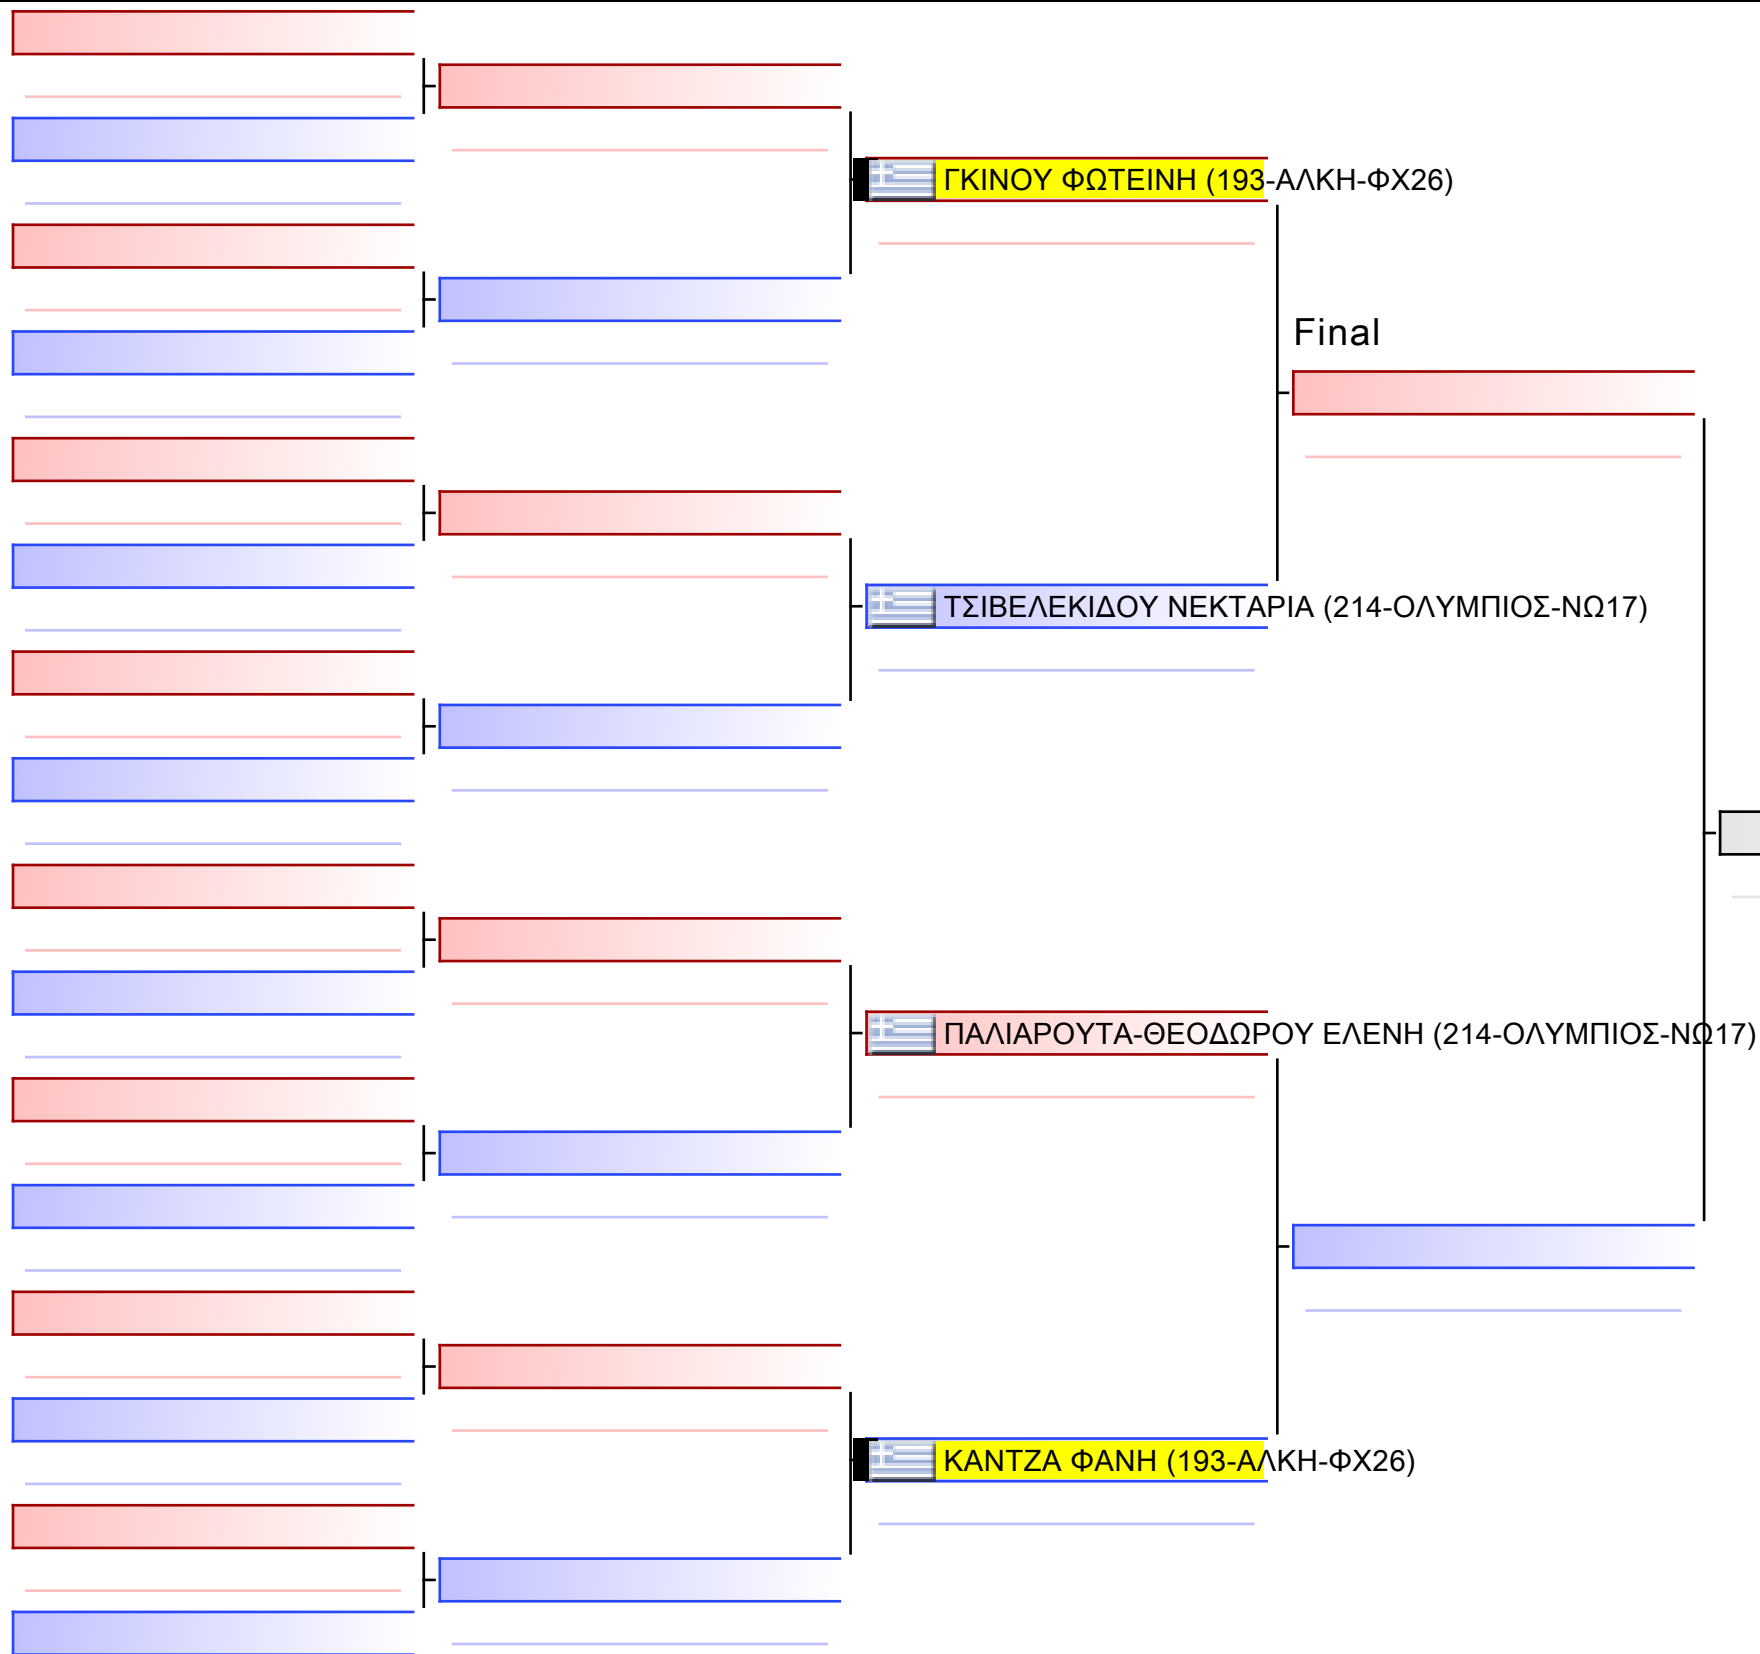 ΓΚΙΝΟΥ ΦΩΤΕΙΝΗ (193-ΑΛΚΗ-ΦΧ26)
Final
ΤΣΙΒΕΛΕΚΙΔΟΥ ΝΕΚΤΑΡΙΑ (214-ΟΛΥΜΠΙΟΣ-ΝΩ17)
ΠΑΛΙΑΡΟΥΤΑ-ΘΕΟΔΩΡΟΥ ΕΛΕΝΗ (214-ΟΛΥΜΠΙΟΣ-ΝΩ17)
ΚΑΝΤΖΑ ΦΑΝΗ (193-ΑΛΚΗ-ΦΧ26)